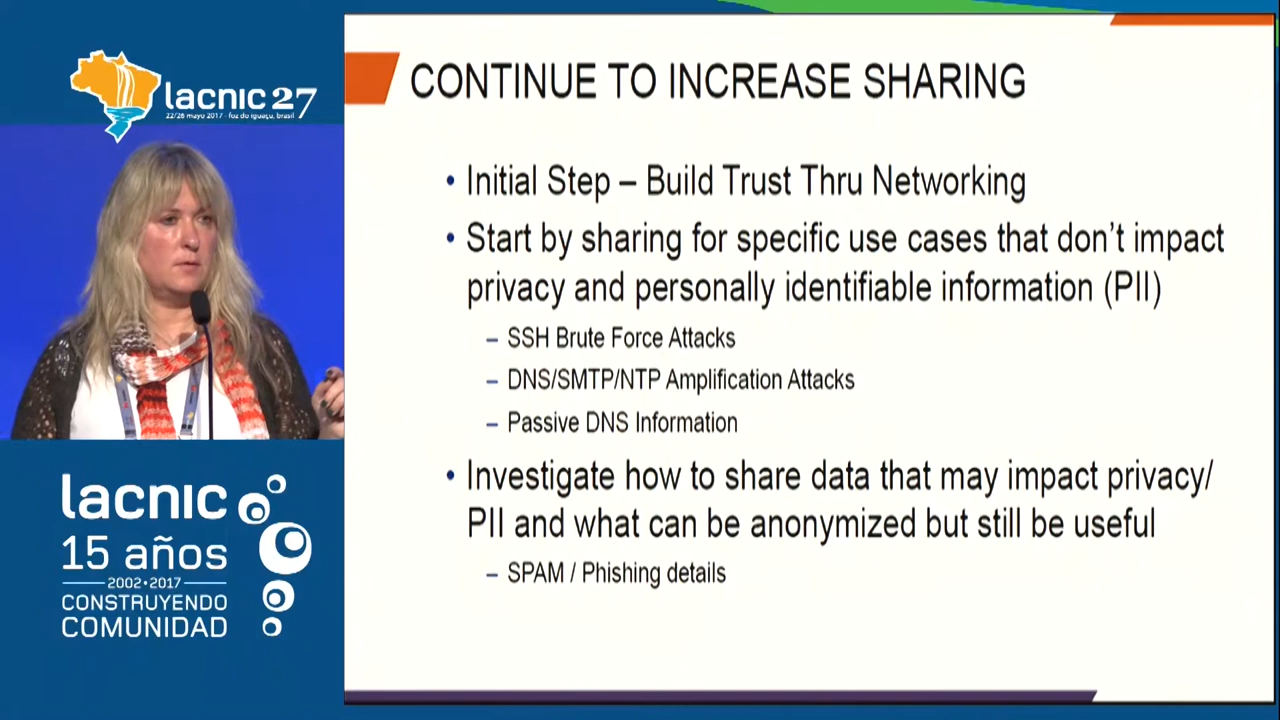 lacnic 27
22/26 mayo 2017 - foz do iguaçu, brasil
CONTINUE TO INCREASE SHARING
• Initial Step – Build Trust Thru Networking
• Start by sharing for specific use cases that don't impact
privacy and personally identifiable information (PII)
– SSH Brute Force Attacks
– DNS/SMTP/NTP Amplification Attacks
– Passive DNS Information
• Investigate how to share data that may impact privacy/
PII and what can be anonymized but still be useful
– SPAM / Phishing details
lacnic
15 años
2002•2017
CONSTRUYENDO
COMUNIDAD